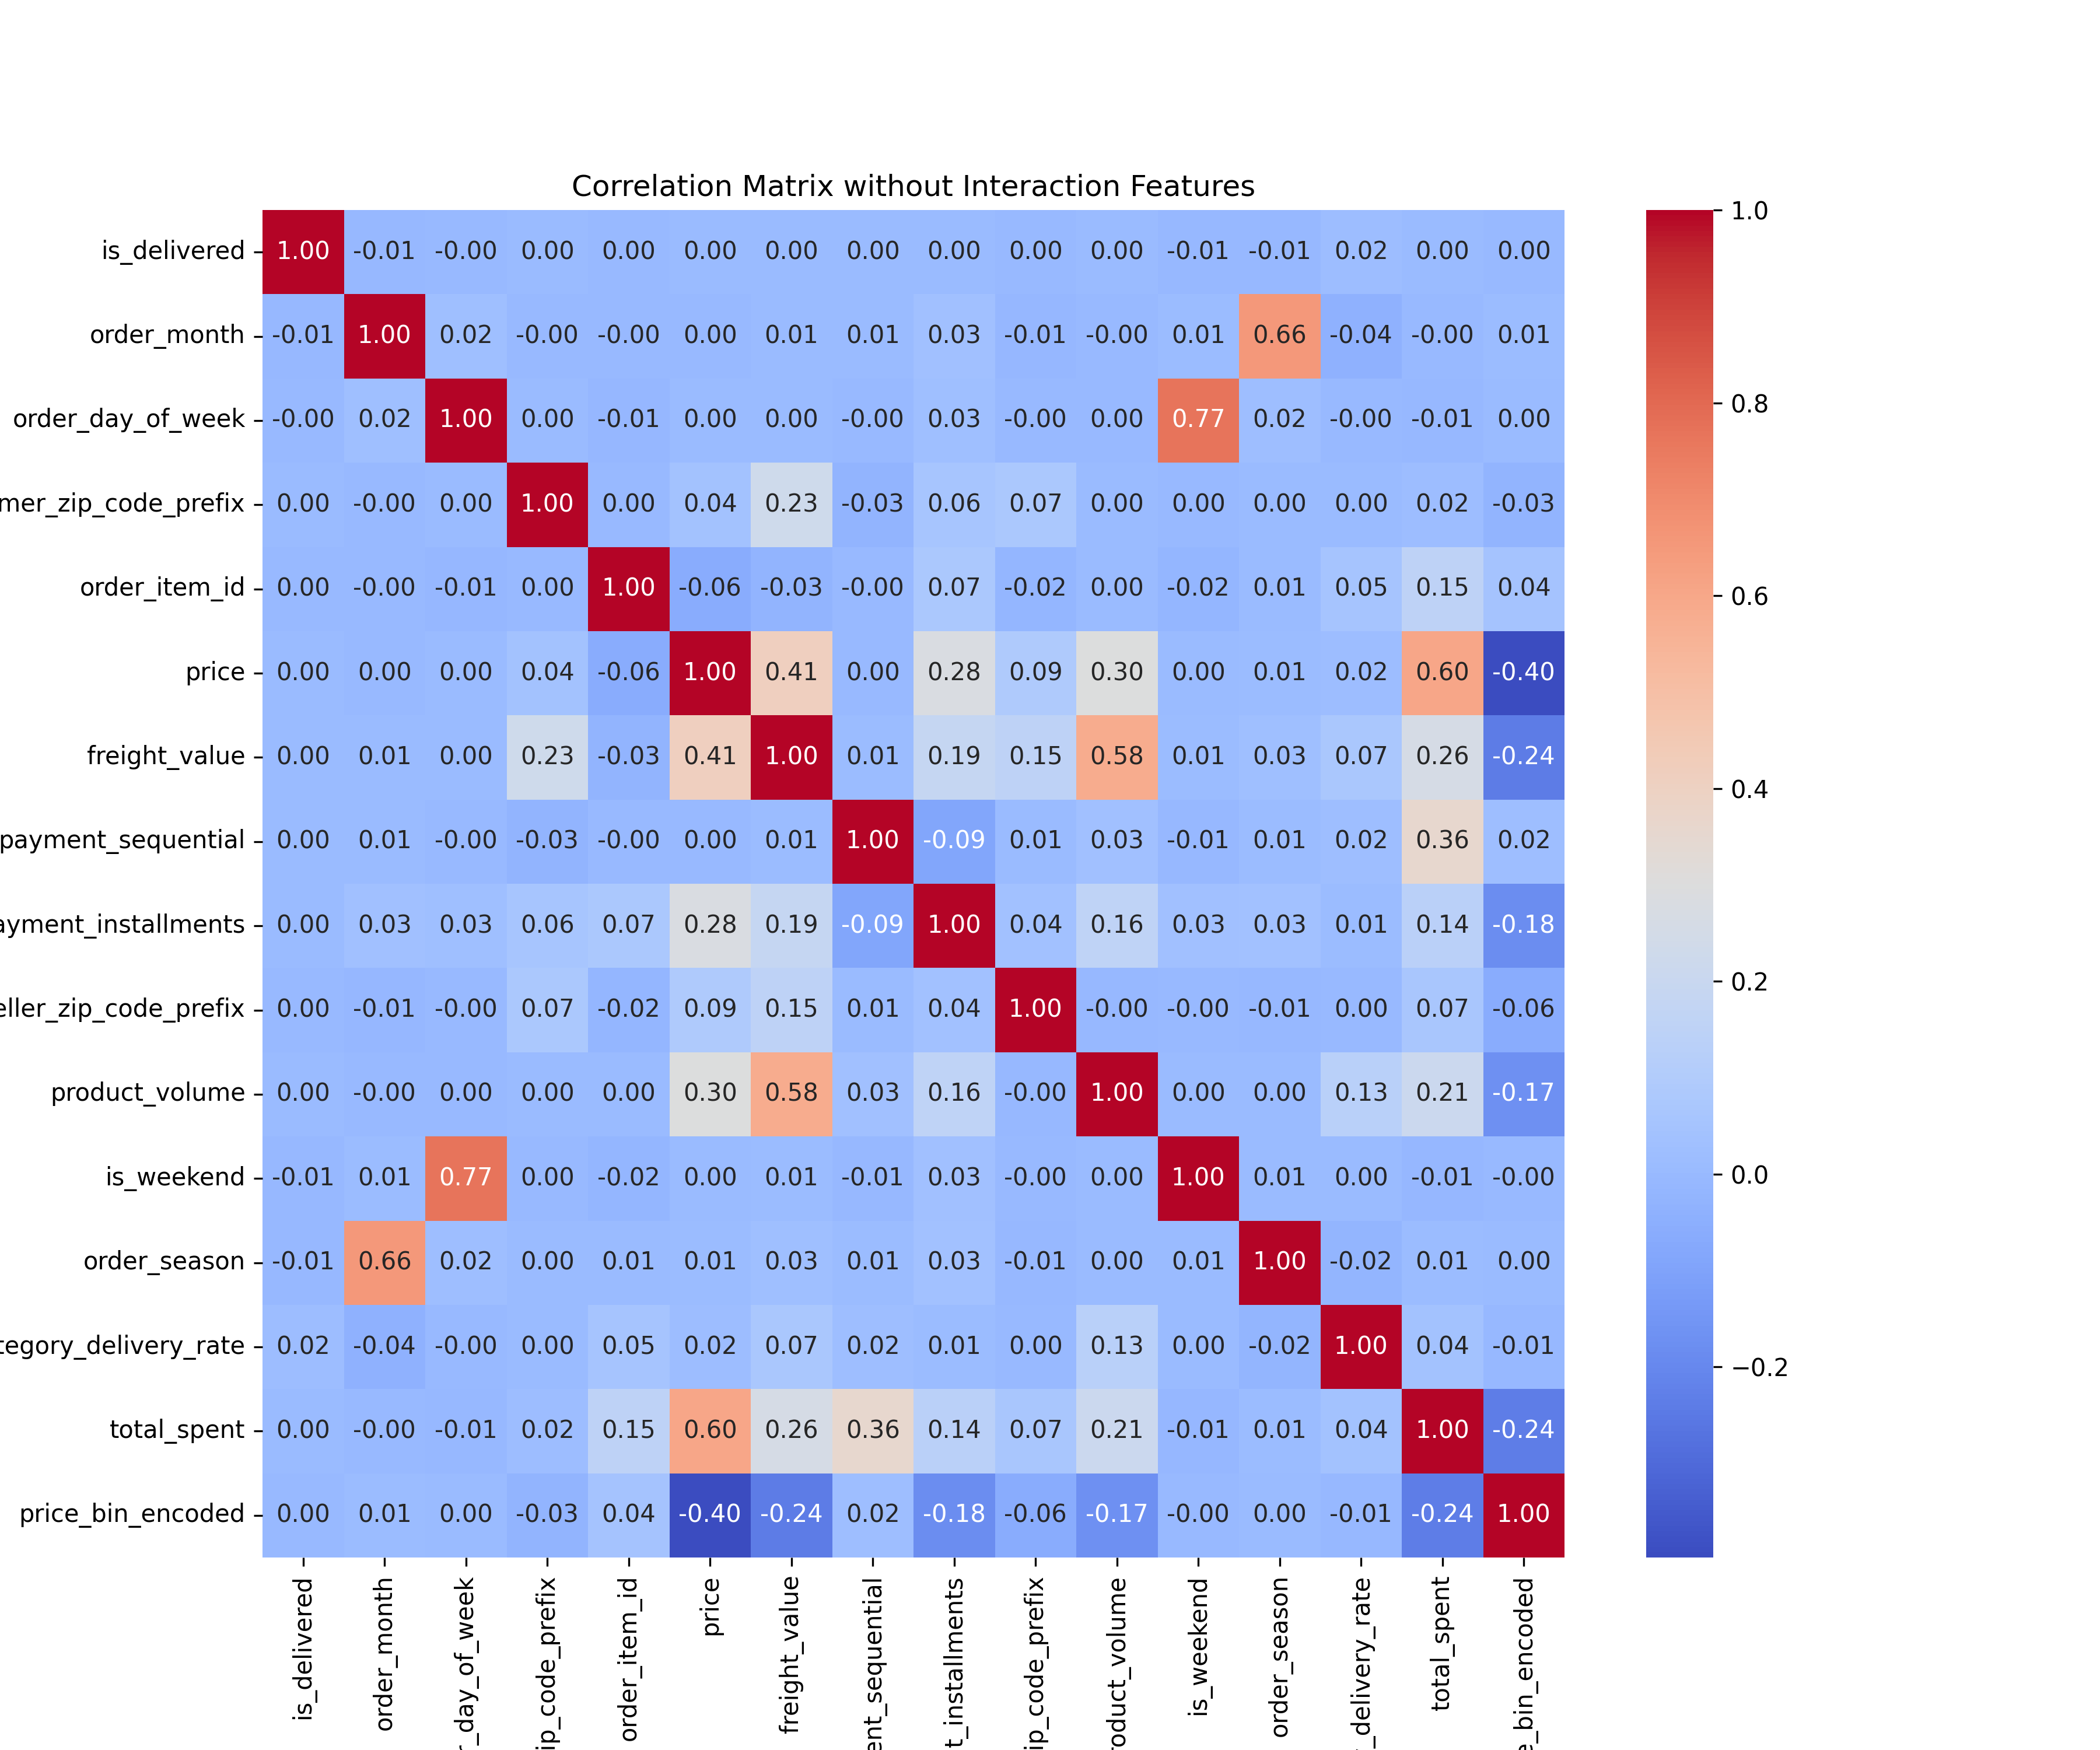 Correlation Matrix without Interaction Features
is_delivered 1.00 -0.01 -0.00 0.00 0.00 0.00 0.00 0.00 0.00 0.00 0.00 -0.01 -0.01 0.02 0.00 0.00
order_month -0.01 1.00 0.02 -0.00 -0.00 0.00 0.01 0.01 0.03 -0.01 -0.00 0.01 0.66 -0.04 -0.00 0.01
order_day_of_week -0.00 0.02 1.00 0.00 -0.01 0.00 0.00 -0.00 0.03 -0.00 0.00 0.77 0.02 -0.00 -0.01 0.00
mer_zip_code_prefix 0.00 -0.00 0.00 1.00 0.00 0.04 0.23 -0.03 0.06 0.07 0.00 0.00 0.00 0.00 0.02 -0.03
order_item_id 0.00 -0.00 -0.01 0.00 1.00 -0.06 -0.03 -0.00 0.07 -0.02 0.00 -0.02 0.01 0.05 0.15 0.04
price 0.00 0.00 0.00 0.04 -0.06 1.00 0.41 0.00 0.28 0.09 0.30 0.00 0.01 0.02 0.60 -0.40
freight_value 0.00 0.01 0.00 0.23 -0.03 0.41 1.00 0.01 0.19 0.15 0.58 0.01 0.03 0.07 0.26 -0.24
payment_sequential 0.00 0.01 -0.00 -0.03 -0.00 0.00 0.01 1.00 -0.09 0.01 0.03 -0.01 0.01 0.02 0.36 0.02
ayment_installments 0.00 0.03 0.03 0.06 0.07 0.28 0.19 -0.09 1.00 0.04 0.16 0.03 0.03 0.01 0.14 -0.18
eller_zip_code_prefix 0.00 -0.01 -0.00 0.07 -0.02 0.09 0.15 0.01 0.04 1.00 -0.00 -0.00 -0.01 0.00 0.07 -0.06
product_volume 0.00 -0.00 0.00 0.00 0.00 0.30 0.58 0.03 0.16 -0.00 1.00 0.00 0.00 0.13 0.21 -0.17
is_weekend -0.01 0.01 0.77 0.00 -0.02 0.00 0.01 -0.01 0.03 -0.00 0.00 1.00 0.01 0.00 -0.01 -0.00
order_season -0.01 0.66 0.02 0.00 0.01 0.01 0.03 0.01 0.03 -0.01 0.00 0.01 1.00 -0.02 0.01 0.00
tegory_delivery_rate 0.02 -0.04 -0.00 0.00 0.05 0.02 0.07 0.02 0.01 0.00 0.13 0.00 -0.02 1.00 0.04 -0.01
total_spent 0.00 -0.00 -0.01 0.02 0.15 0.60 0.26 0.36 0.14 0.07 0.21 -0.01 0.01 0.04 1.00 -0.24
price_bin_encoded 0.00 0.01 0.00 -0.03 0.04 -0.40 -0.24 0.02 -0.18 -0.06 -0.17 -0.00 0.00 -0.01 -0.24 1.00
is_delivered
order_month
r_day_of_week
ip_code_prefix
order_item_id
price
freight_value
ent_sequential
t_installments
ip_code_prefix
roduct_volume
is_weekend
order_season
_delivery_rate
total_spent
e_bin_encoded
1.0
0.8
0.6
0.4
0.2
0.0
−0.2